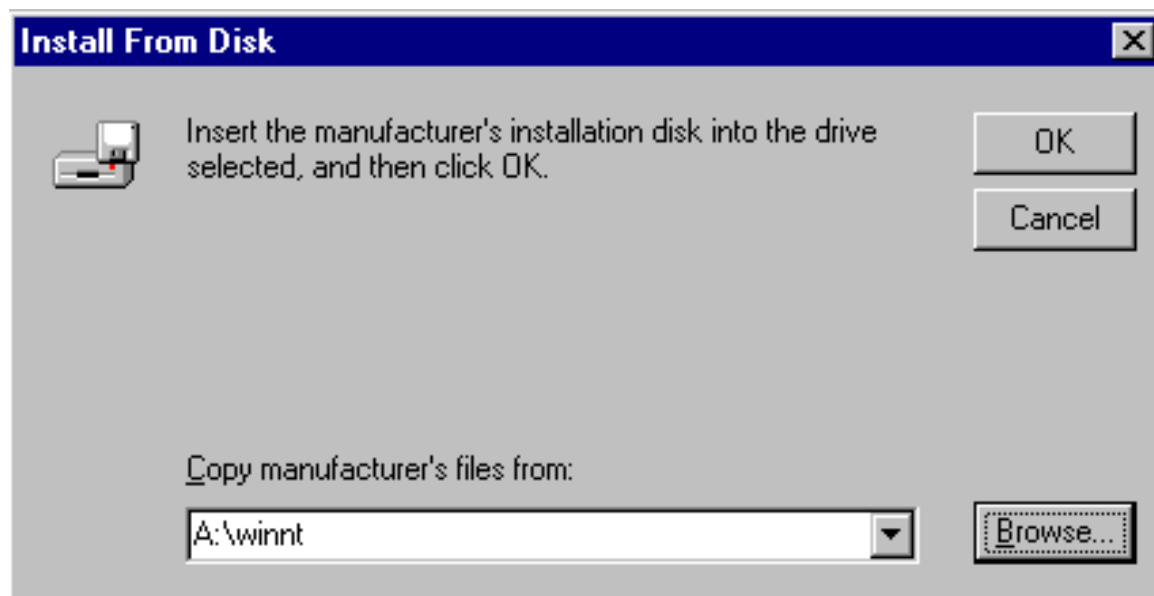 Install From Disk
Insert the manufacturer's installation disk into the drive
selected, and then click OK.
OK
Cancel
Copy manufacturer's files from:
A:\winnt
Browse...